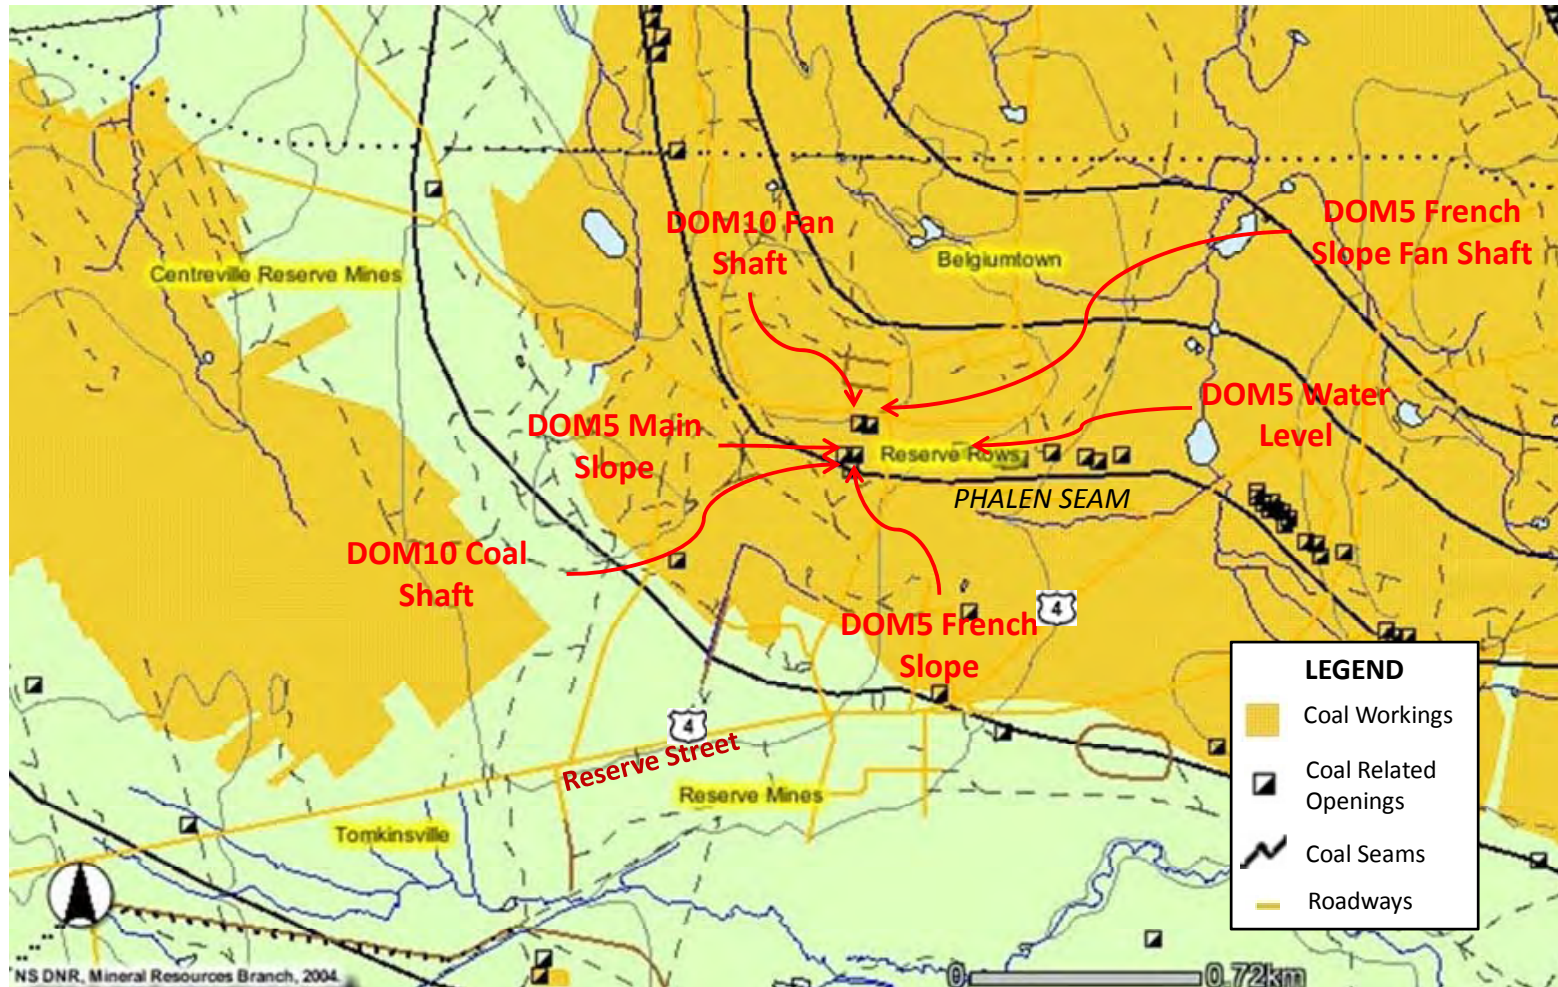 DOM10 Fan
Shaft
DOM5 French
Slope Fan Shaft
Centreville Reserve Mines
Belgiumtown
DOM5 Main
Slope
DOM5 Water
Level
Reserve Rows
PHALEN SEAM
DOM10 Coal
Shaft
DOM5 French
Slope
4
4
Reserve Street
Reserve Mines
Tomkinsville
LEGEND
Coal Workings
Coal Related
Openings
Coal Seams
Roadways
NS DNR, Mineral Resources Branch, 2004.
0
0.72km